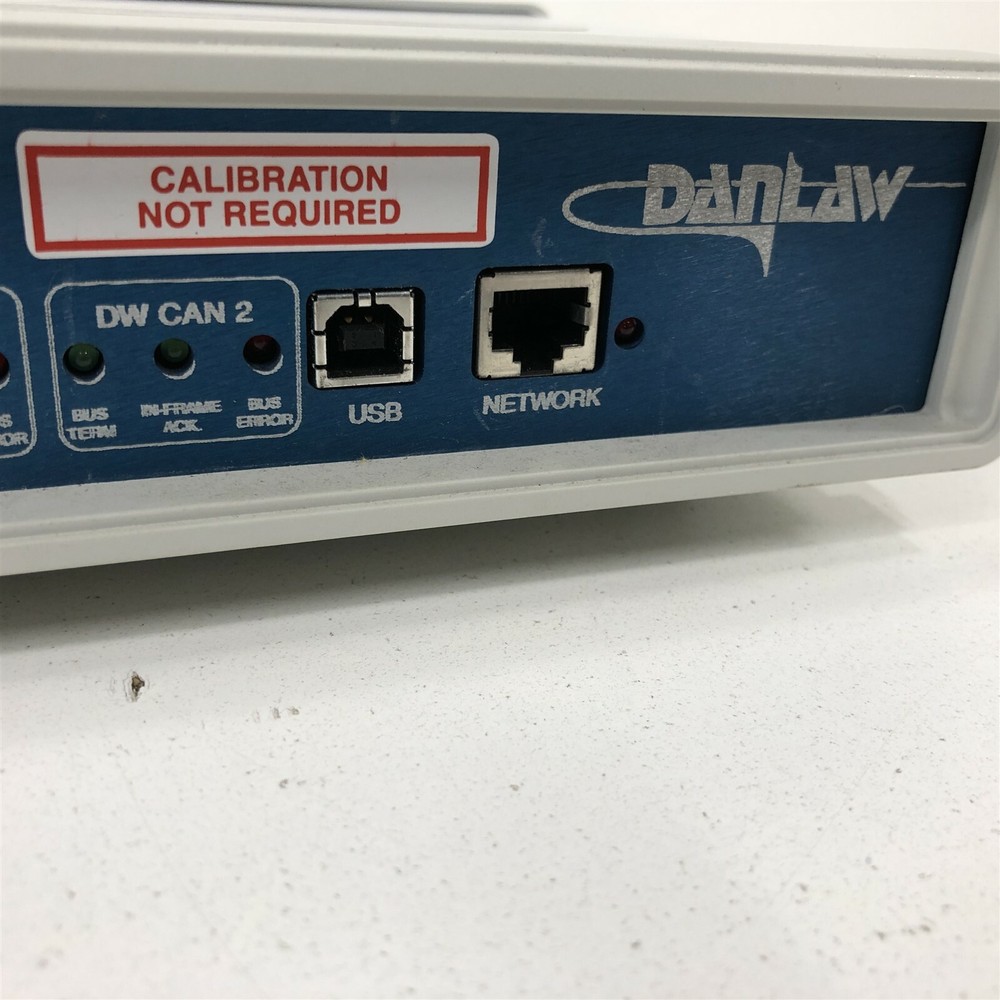 CALIBRATION
NOT REQUIRED
DANLAW
DW CAN 2
BUS
TERM
IN-FRAME
ACK.
BUS
ERROR
USB
NETWORK